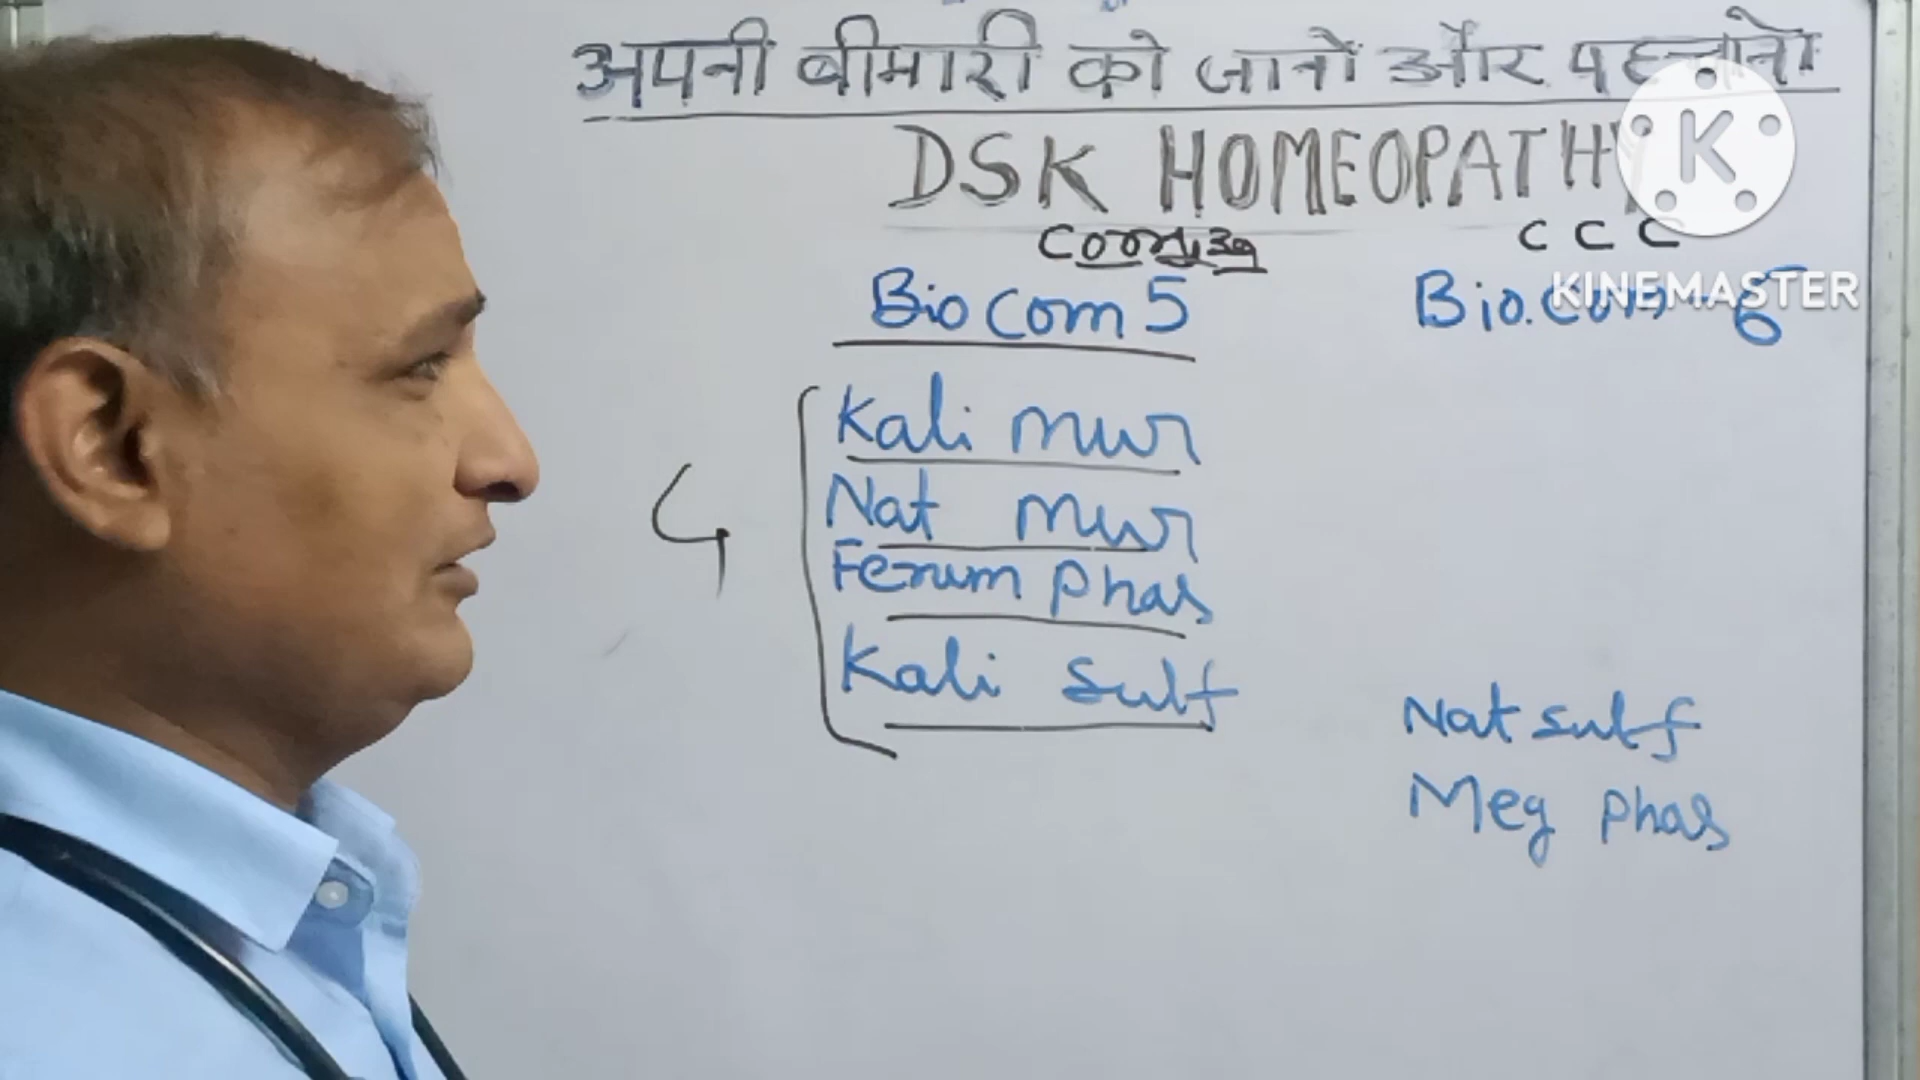 अपनी बीमारी को जानों और पहचानो
DSK HOMEOPATHY
C C C
Bio Com 5
Bio.Com-6
KINEMASTER
Kali mur
Nat mur
Ferrum Phas
Kali Sulf
Nat sulf
Meg Phas
4
K